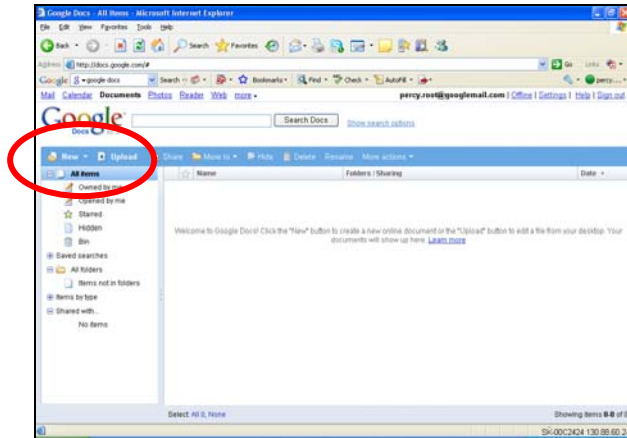 Google Docs - All Items - Microsoft Internet Explorer
File Edit View Favorites Tools Help
Back Search Favorites
Address http://docs.google.com/# Go Links
Google google docs Search Bookmarks Find Check AutoFill percy...
Mail Calendar Documents Photos Reader Web more percy.root@googlemail.com | Offline | Settings | Help | Sign out
Google Docs Search Docs Show search options
New Upload Share Move to Hide Delete Rename More actions
All items Name Folders / Sharing Date
Owned by me
Opened by me
Starred
Hidden
Bin
Welcome to Google Docs! Click the "New" button to create a new online document or the "Upload" button to edit a file from your desktop. Your
documents will show up here. Learn more
Saved searches
All folders
Items not in folders
Items by type
Shared with...
No items
Select: All 0, None Showing items 0-0 of